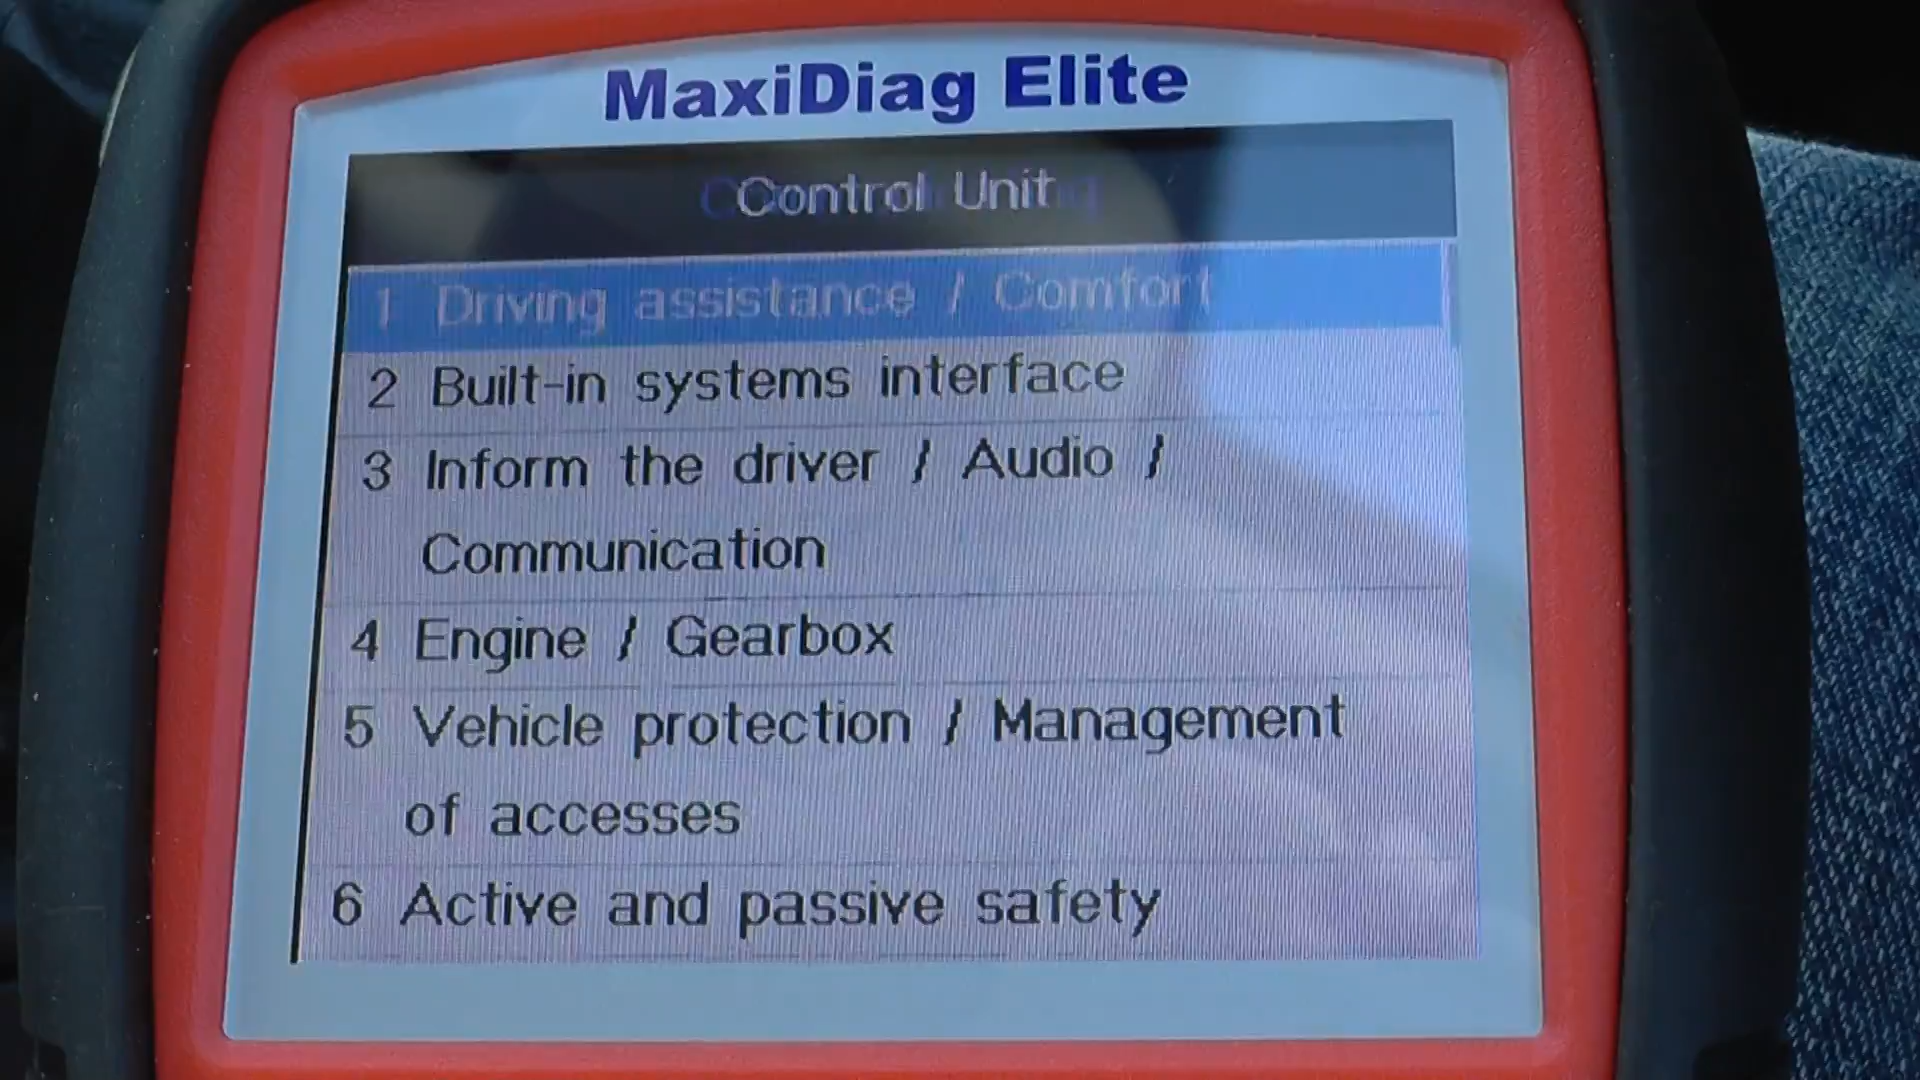 MaxiDiag Elite
Control Unit
1 Driving assistance / Comfort
2 Built-in systems interface
3 Inform the driver / Audio /
Communication
4 Engine / Gearbox
5 Vehicle protection / Management
of accesses
6 Active and passive safety